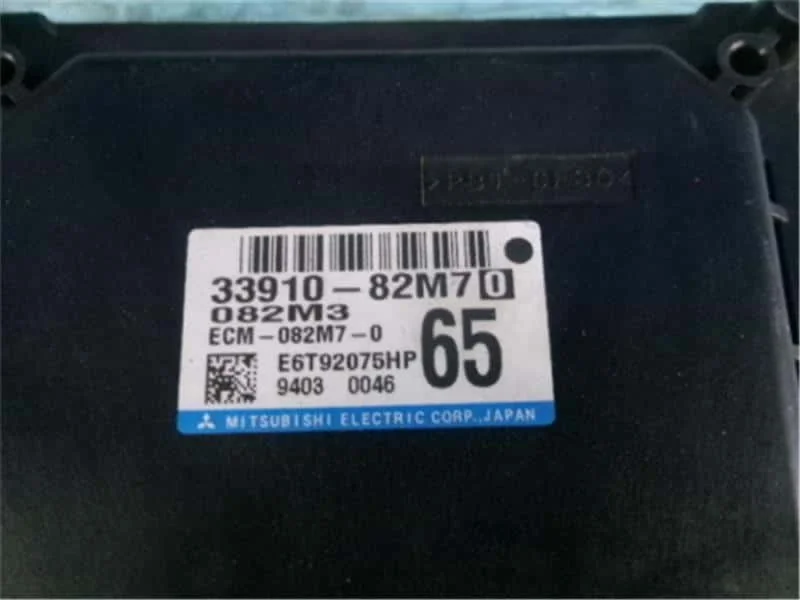 33910-82M70
082M3
ECM-082M7-0
65
E6T92075HP
9403 0046
MITSUBISHI ELECTRIC CORP.,JAPAN